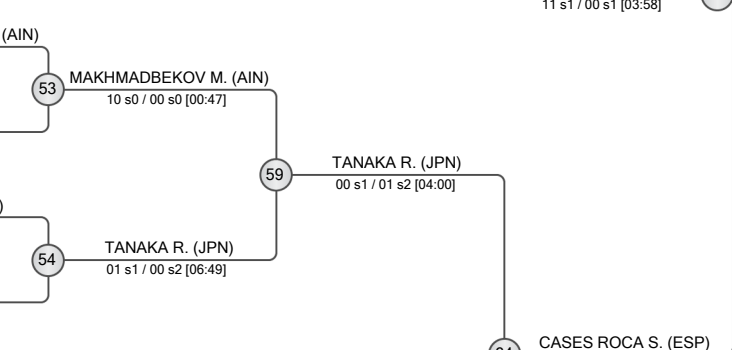 11 s1 / 00 s1 [03:58]
(AIN)
53
MAKHMADBEKOV M. (AIN)
10 s0 / 00 s0 [00:47]
59
TANAKA R. (JPN)
00 s1 / 01 s2 [04:00]
)
54
TANAKA R. (JPN)
01 s1 / 00 s2 [06:49]
CASES ROCA S. (ESP)